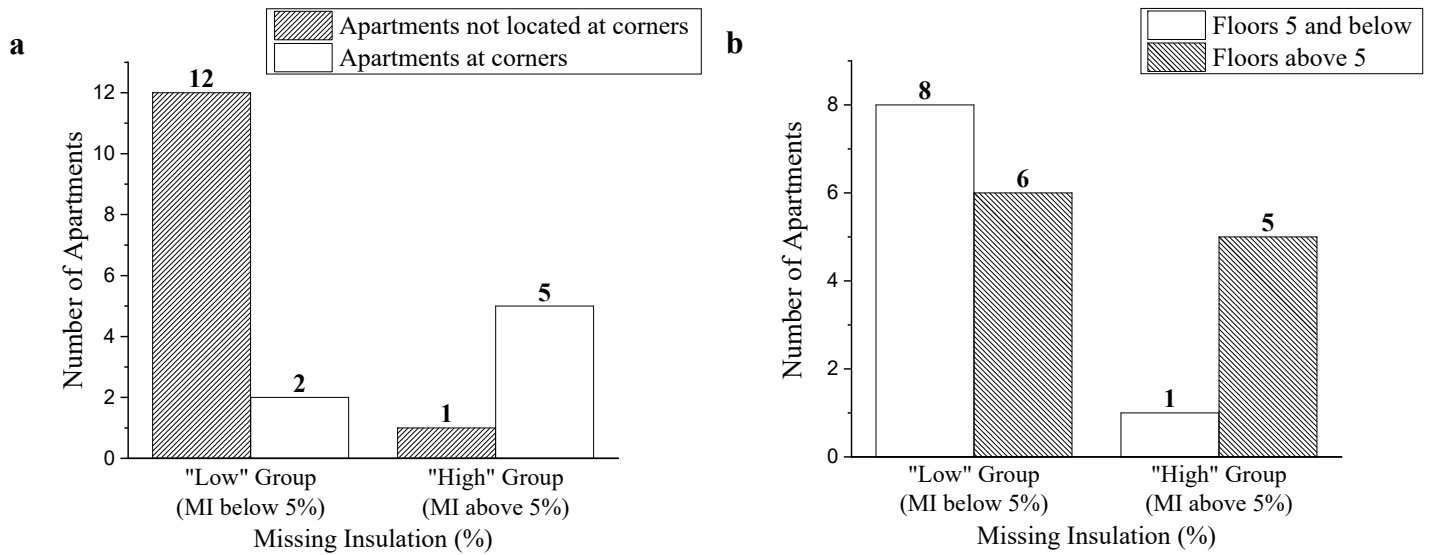 a
Apartments not located at corners
Apartments at corners
Number of Apartments
12
10
8
6
4
2
0
12
2
1
5
"Low" Group
(MI below 5%)
"High" Group
(MI above 5%)
Missing Insulation (%)
b
Floors 5 and below
Floors above 5
Number of Apartments
8
6
4
2
0
8
6
1
5
"Low" Group
(MI below 5%)
"High" Group
(MI above 5%)
Missing Insulation (%)